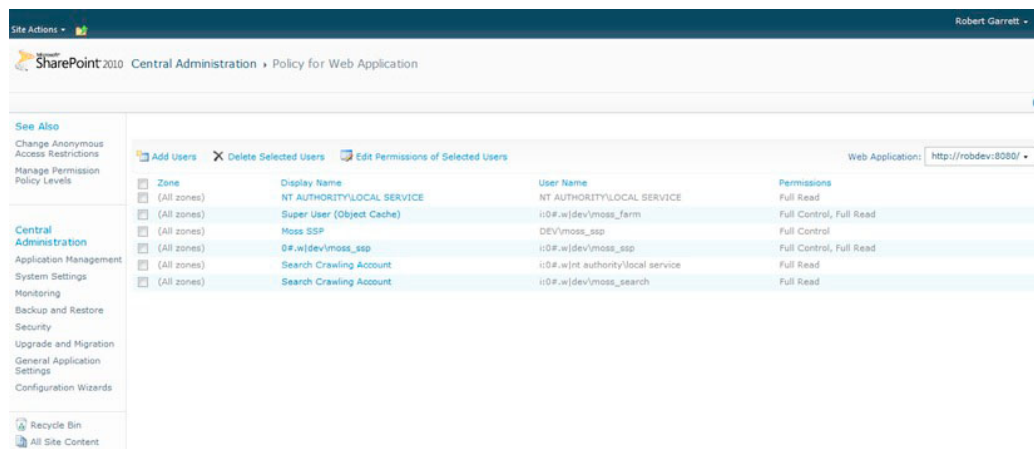 Site Actions
Robert Garrett
Microsoft
SharePoint 2010 Central Administration Policy for Web Application
See Also
Change Anonymous
Access Restrictions
Manage Permission
Policy Levels
Central
Administration
Application Management
System Settings
Monitoring
Backup and Restore
Security
Upgrade and Migration
General Application
Settings
Configuration Wizards
Recycle Bin
All Site Content
Add Users Delete Selected Users Edit Permissions of Selected Users Web Application: http://robdev:8080/
Zone Display Name User Name Permissions
(All zones) NT AUTHORITY\LOCAL SERVICE NT AUTHORITY\LOCAL SERVICE Full Read
(All zones) Super User (Object Cache) i:0#.w|dev\moss_farm Full Control, Full Read
(All zones) Moss SSP DEV\moss_ssp Full Control
(All zones) 0#.w|dev\moss_ssp i:0#.w|dev\moss_ssp Full Control, Full Read
(All zones) Search Crawling Account i:0#.w|nt authority\local service Full Read
(All zones) Search Crawling Account i:0#.w|dev\moss_search Full Read